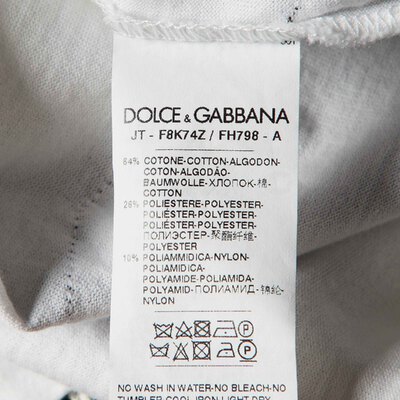 DOLCE & GABBANA
JT - F8K74Z / FH798 - A
64% COTONE-COTTON-ALGODON-
COTON-ALGODÃO-
BAUMWOLLE-ХЛОПОК-棉-
COTTON
26% POLIESTERE-POLYESTER-
POLIÉSTER-POLYESTER-
POLIÉSTER-POLYESTER-
ПОЛИЭСТЕР-聚酯纤维-
POLYESTER
10% POLIAMMIDICA-NYLON-
POLIAMIDICA-
POLYAMIDE-POLIAMIDA-
POLYAMID-ПОЛИАМИД-锦纶-
NYLON
NO WASH IN WATER-NO BLEACH-NO
TUMBLER-COOL IRON-LIGHT DRY